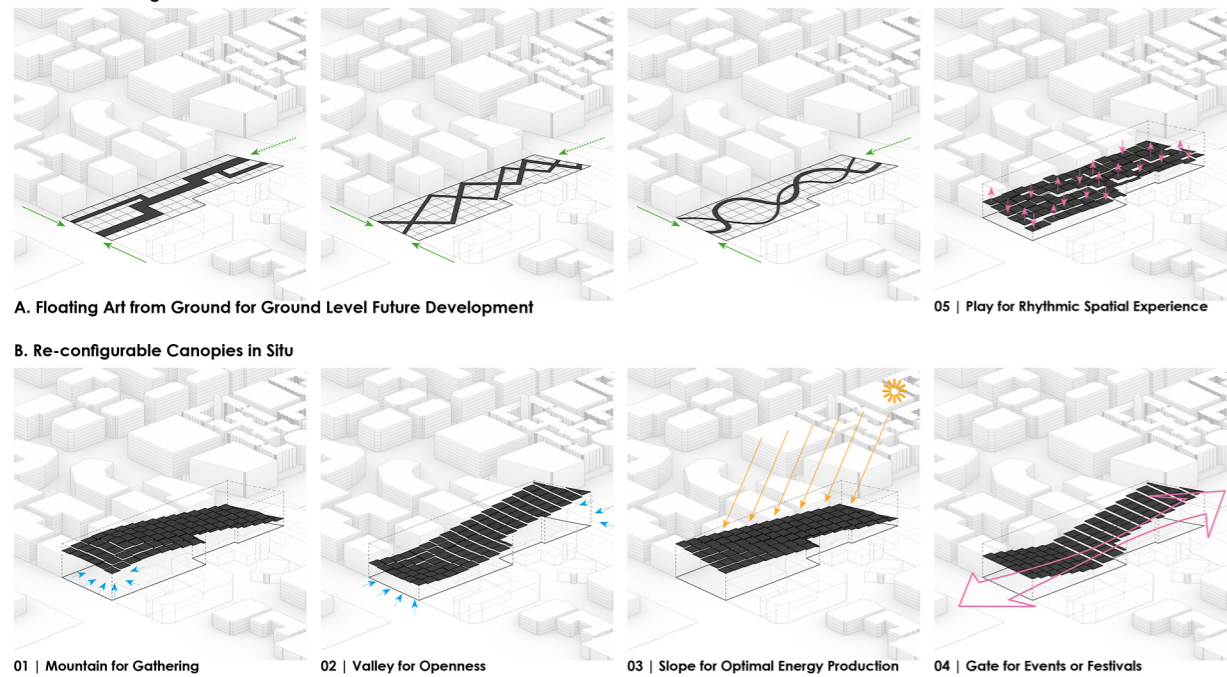 A. Floating Art from Ground for Ground Level Future Development
05 | Play for Rhythmic Spatial Experience
B. Re-configurable Canopies in Situ
01 | Mountain for Gathering
02 | Valley for Openness
03 | Slope for Optimal Energy Production
04 | Gate for Events or Festivals